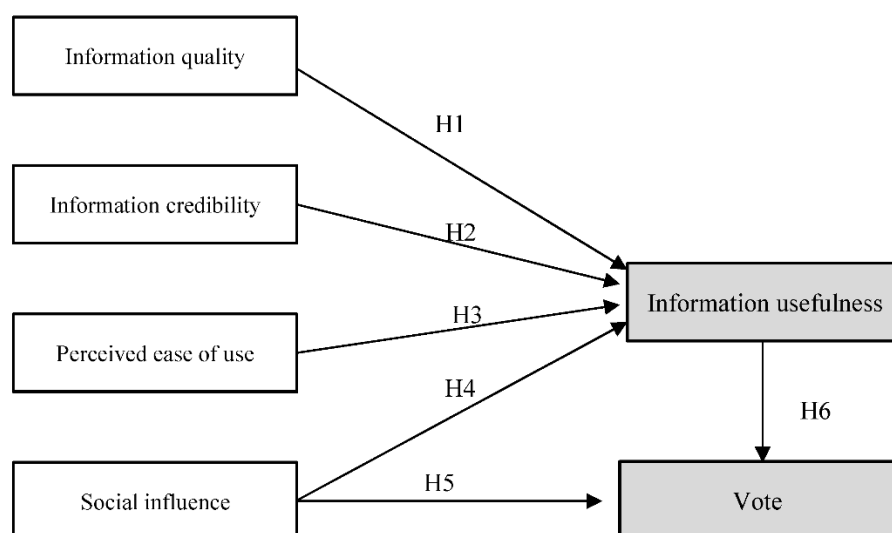 Information quality
H1
Information credibility
H2
Information usefulness
H3
Perceived ease of use
H4
H6
H5
Social influence
Vote